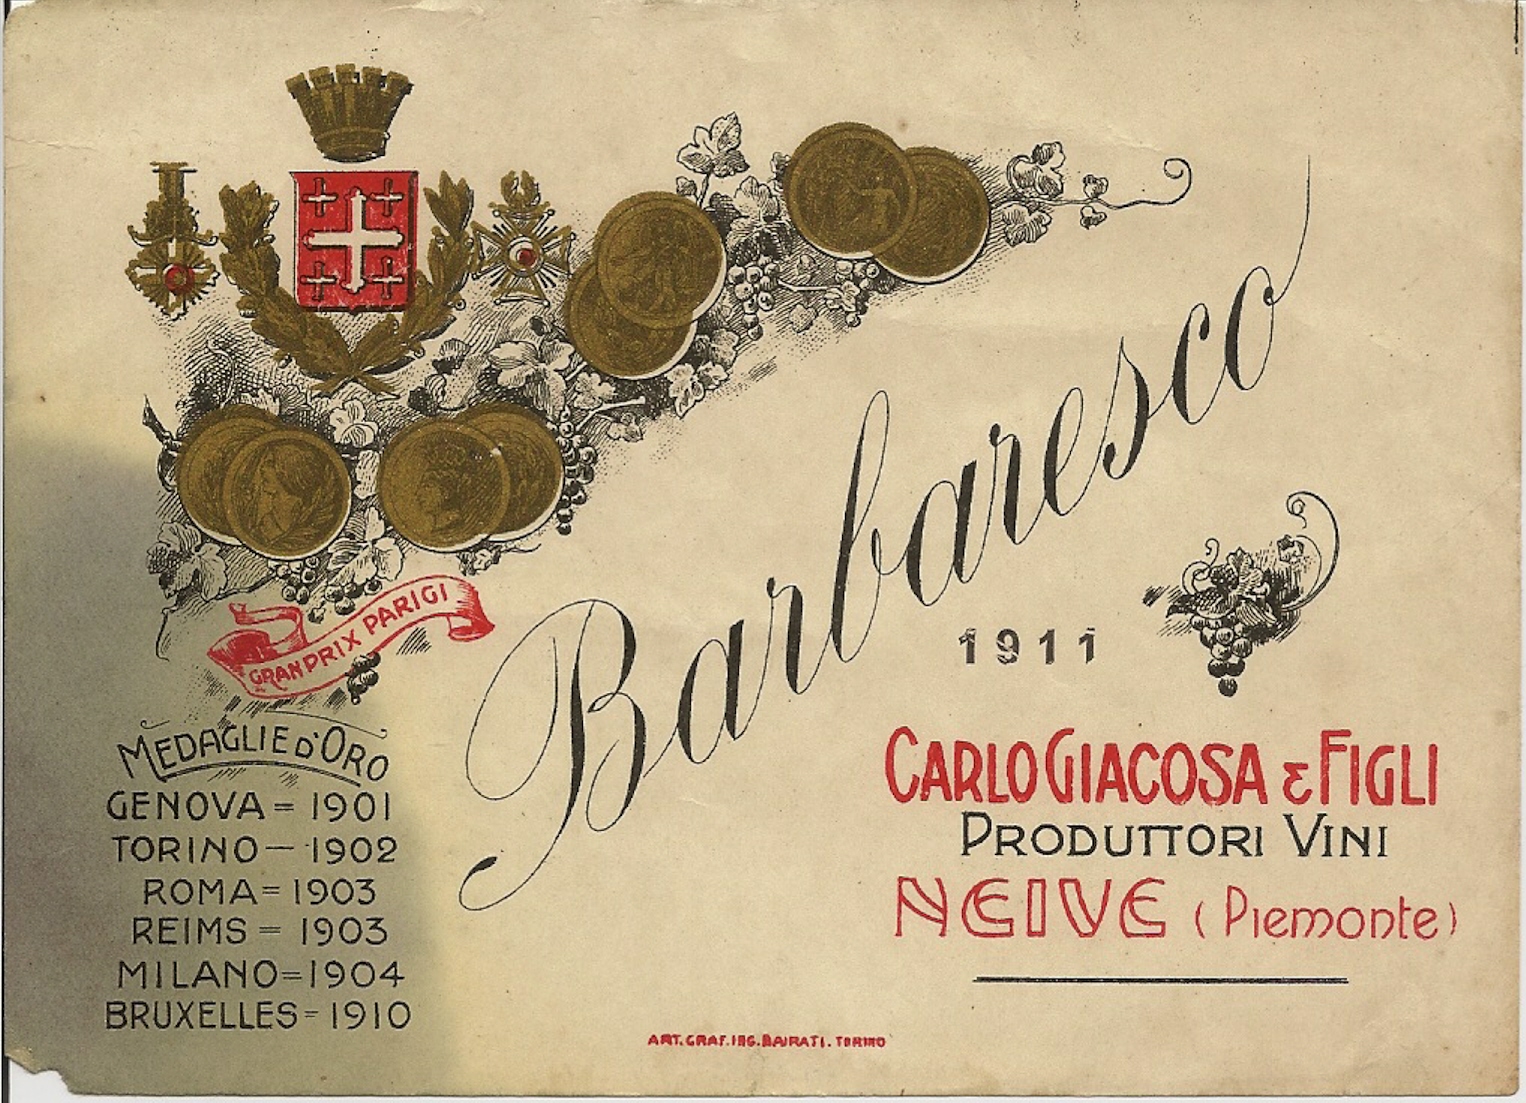 GRAN PRIX PARIGI
MEDAGLIE D'ORO
GENOVA = 1901
TORINO — 1902
ROMA = 1903
REIMS = 1903
MILANO = 1904
BRUXELLES = 1910
Barbaresco
1911
CARLO GIACOSA E FIGLI
PRODUTTORI VINI
NEIVE (Piemonte)
ART. GRAF. ING. BAIRATI. TORINO